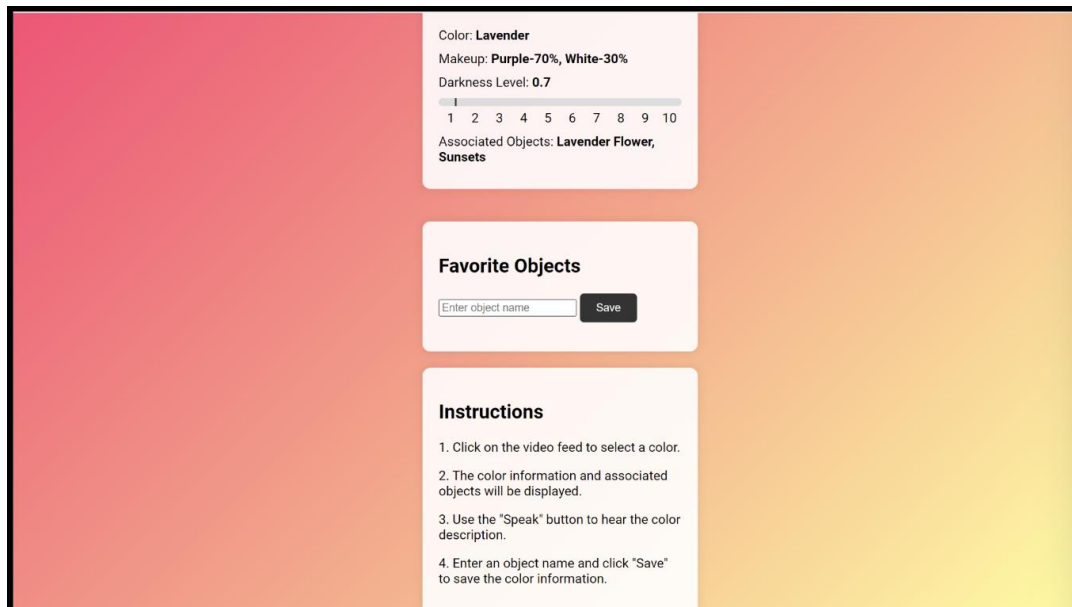 Color: Lavender
Makeup: Purple-70%, White-30%
Darkness Level: 0.7
1 2 3 4 5 6 7 8 9 10
Associated Objects: Lavender Flower,
Sunsets
Favorite Objects
Enter object name Save
Instructions
1. Click on the video feed to select a color.
2. The color information and associated
objects will be displayed.
3. Use the "Speak" button to hear the color
description.
4. Enter an object name and click "Save"
to save the color information.